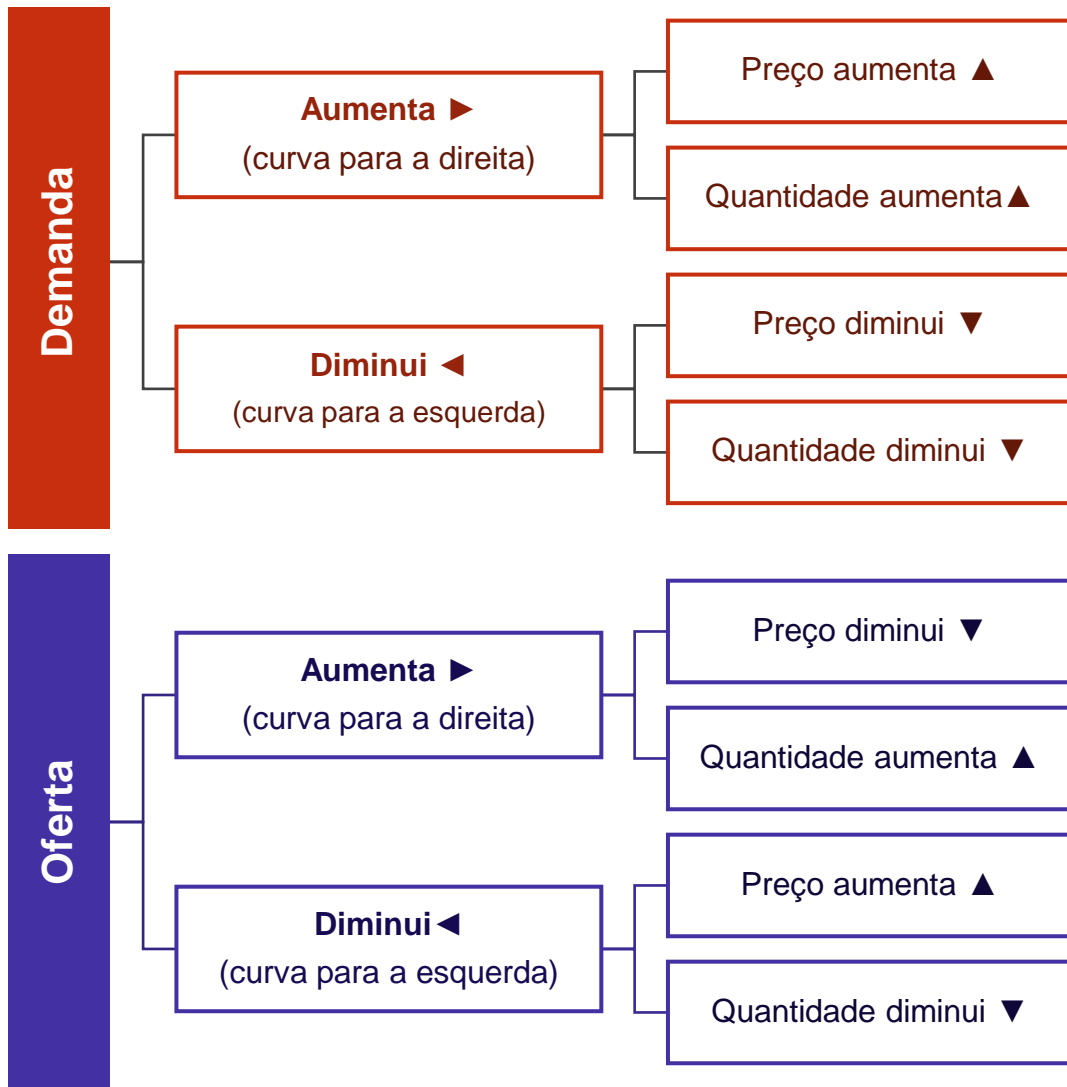 Demanda
Aumenta ►
(curva para a direita)
Preço aumenta ▲
Quantidade aumenta▲
Diminui ◄
(curva para a esquerda)
Preço diminui ▼
Quantidade diminui ▼
Oferta
Aumenta ►
(curva para a direita)
Preço diminui ▼
Quantidade aumenta ▲
Diminui◄
(curva para a esquerda)
Preço aumenta ▲
Quantidade diminui ▼